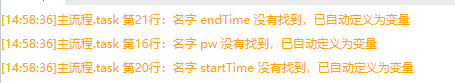 [14:58:36]主流程.task 第21行：名字 endTime 没有找到，已自动定义为变量
[14:58:36]主流程.task 第16行：名字 pw 没有找到，已自动定义为变量
[14:58:36]主流程.task 第20行：名字 startTime 没有找到，已自动定义为变量